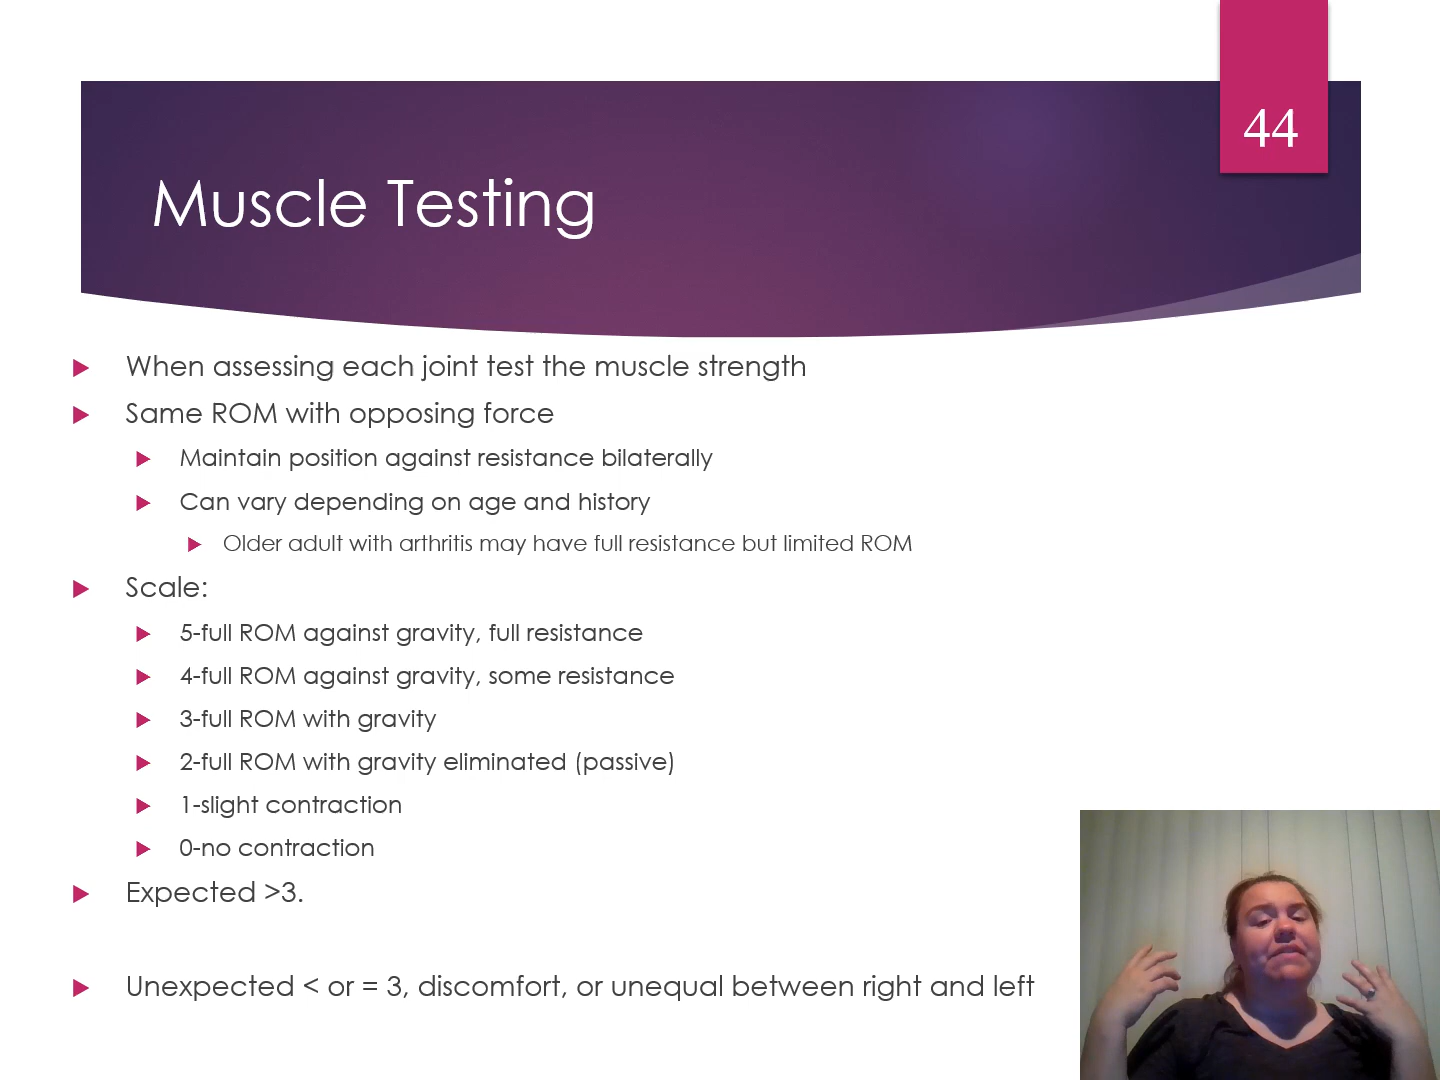 44
Muscle Testing
When assessing each joint test the muscle strength
Same ROM with opposing force
Maintain position against resistance bilaterally
Can vary depending on age and history
Older adult with arthritis may have full resistance but limited ROM
Scale:
5-full ROM against gravity, full resistance
4-full ROM against gravity, some resistance
3-full ROM with gravity
2-full ROM with gravity eliminated (passive)
1-slight contraction
0-no contraction
Expected >3.
Unexpected < or = 3, discomfort, or unequal between right and left